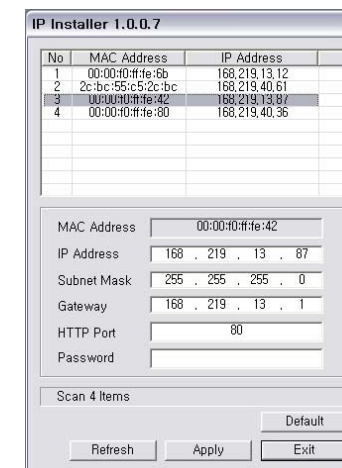 IP Installer 1.0.0.7
No MAC Address IP Address
1 00:00:f0:ff:fe:6b 168,219,13,12
2 2c:bc:55:c5:2c:bc 168,219,40,61
3 00:00:f0:ff:fe:42 168,219,13,87
4 00:00:f0:ff:fe:80 168,219,40,36
MAC Address 00:00:f0:ff:fe:42
IP Address 168 . 219 . 13 . 87
Subnet Mask 255 . 255 . 255 . 0
Gateway 168 . 219 . 13 . 1
HTTP Port 80
Password
Scan 4 Items
Default
Refresh Apply Exit